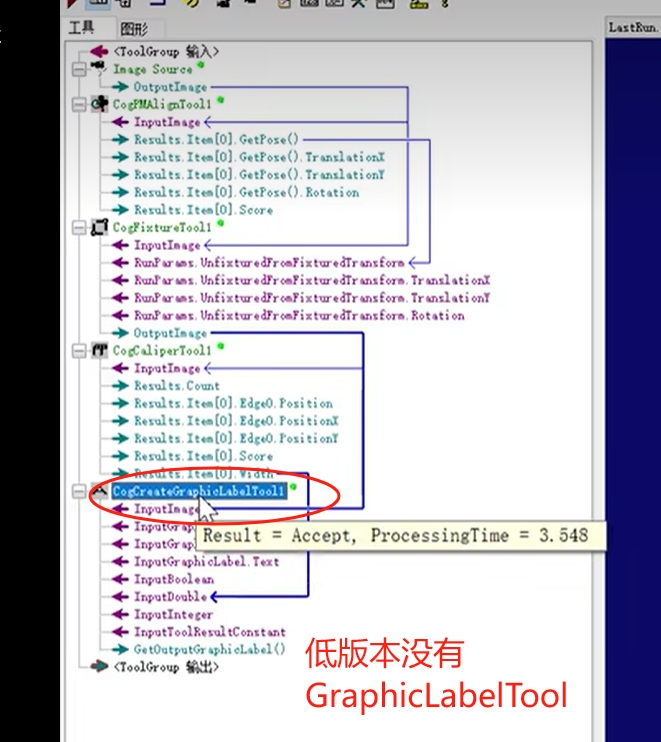 工具
图形
LastRun.
<ToolGroup 输入>
Image Source
OutputImage
CogPMAlignTool1
InputImage
Results.Item[0].GetPose()
Results.Item[0].GetPose().TranslationX
Results.Item[0].GetPose().TranslationY
Results.Item[0].GetPose().Rotation
Results.Item[0].Score
CogFixtureTool1
InputImage
RunParams.UnfixturedFromFixturedTransform
RunParams.UnfixturedFromFixturedTransform.TranslationX
RunParams.UnfixturedFromFixturedTransform.TranslationY
RunParams.UnfixturedFromFixturedTransform.Rotation
OutputImage
CogCaliperTool1
InputImage
Results.Count
Results.Item[0].Edge0.Position
Results.Item[0].Edge0.PositionX
Results.Item[0].Edge0.PositionY
Results.Item[0].Score
Results.Item[0].Width
CogCreateGraphicLabelTool1
InputImage
InputGrap
Result = Accept, ProcessingTime = 3.548
InputGrap
InputGraphicLabel.Text
InputBoolean
InputDouble
InputInteger
InputToolResultConstant
GetOutputGraphicLabel()
<ToolGroup 输出>
低版本没有
GraphicLabelTool